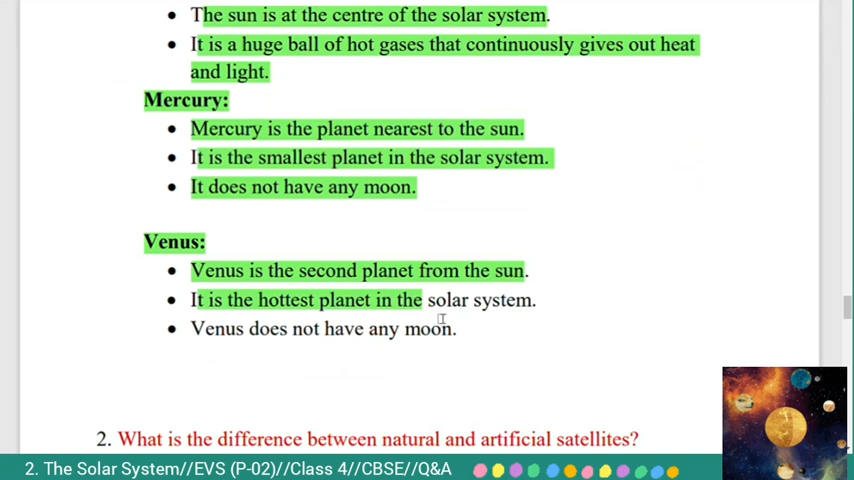 • The sun is at the centre of the solar system.
• It is a huge ball of hot gases that continuously gives out heat
and light.
Mercury:
• Mercury is the planet nearest to the sun.
• It is the smallest planet in the solar system.
• It does not have any moon.
Venus:
• Venus is the second planet from the sun.
• It is the hottest planet in the solar system.
• Venus does not have any moon.
2. What is the difference between natural and artificial satellites?
2. The Solar System//EVS (P-02)//Class 4//CBSE//Q&A